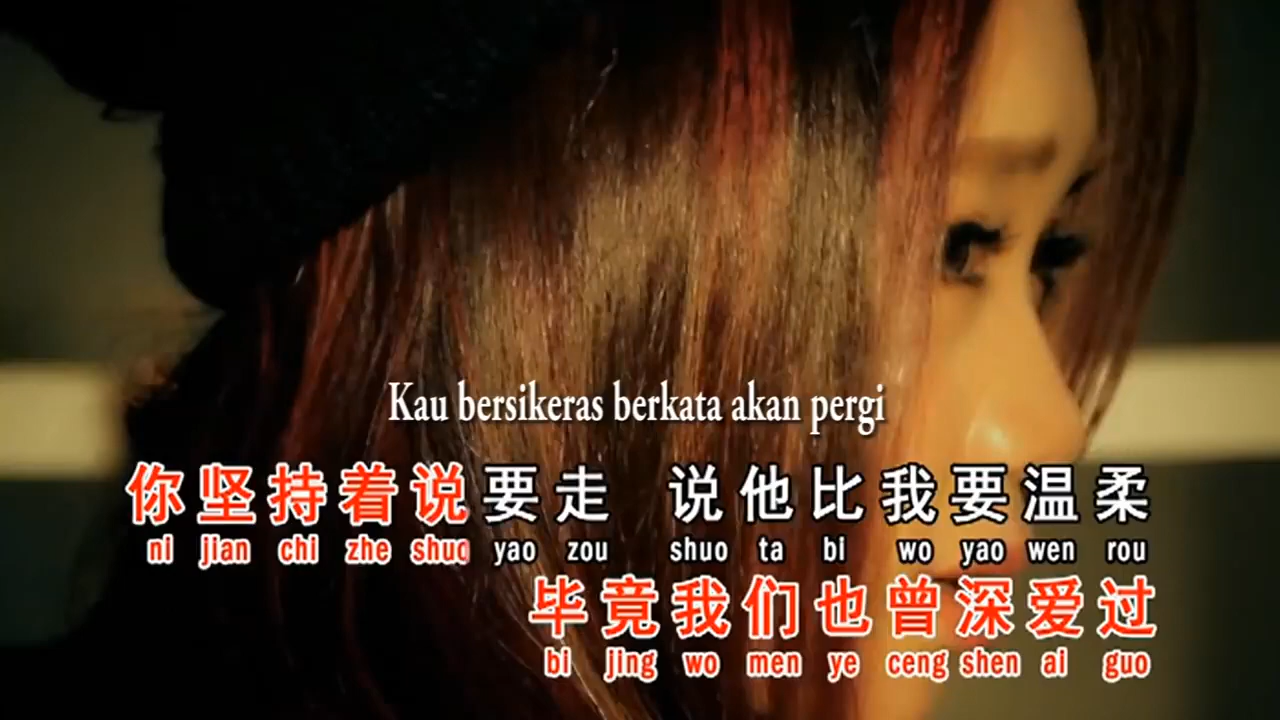 Kau bersikeras berkata akan pergi
你坚持着说要走 说他比我要温柔
ni jian chi zhe shuo yao zou shuo ta bi wo yao wen rou
毕竟我们也曾深爱过
bi jing wo men ye ceng shen ai guo